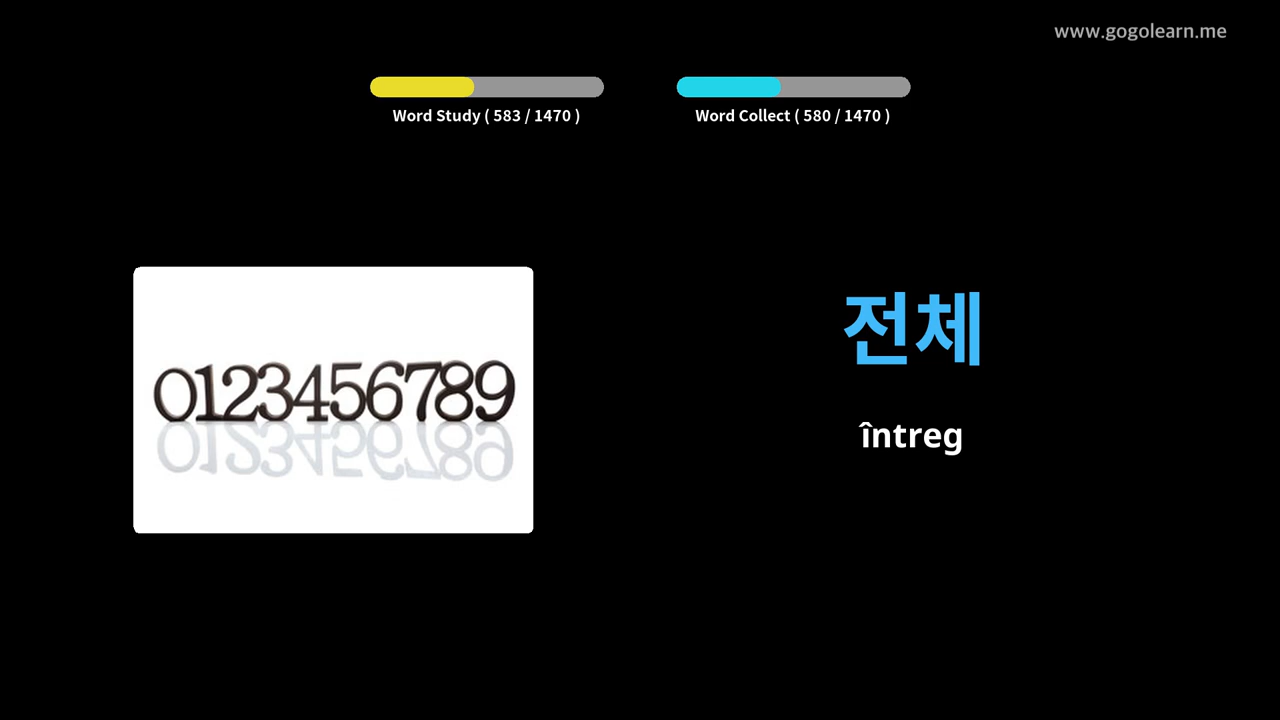 www.gogolearn.me
Word Study ( 583 / 1470 )
Word Collect ( 580 / 1470 )
0123456789
전체
întreg